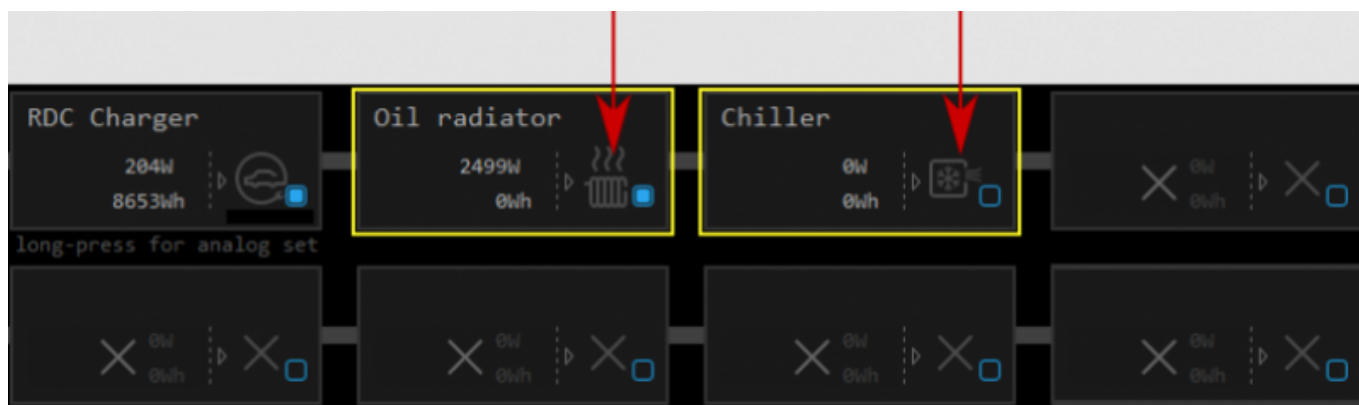 RDC Charger
204W
8653Wh
Oil radiator
2499W
0Wh
Chiller
0W
0Wh
0W
0Wh
long-press for analog set
0W
0Wh
0W
0Wh
0W
0Wh
0W
0Wh